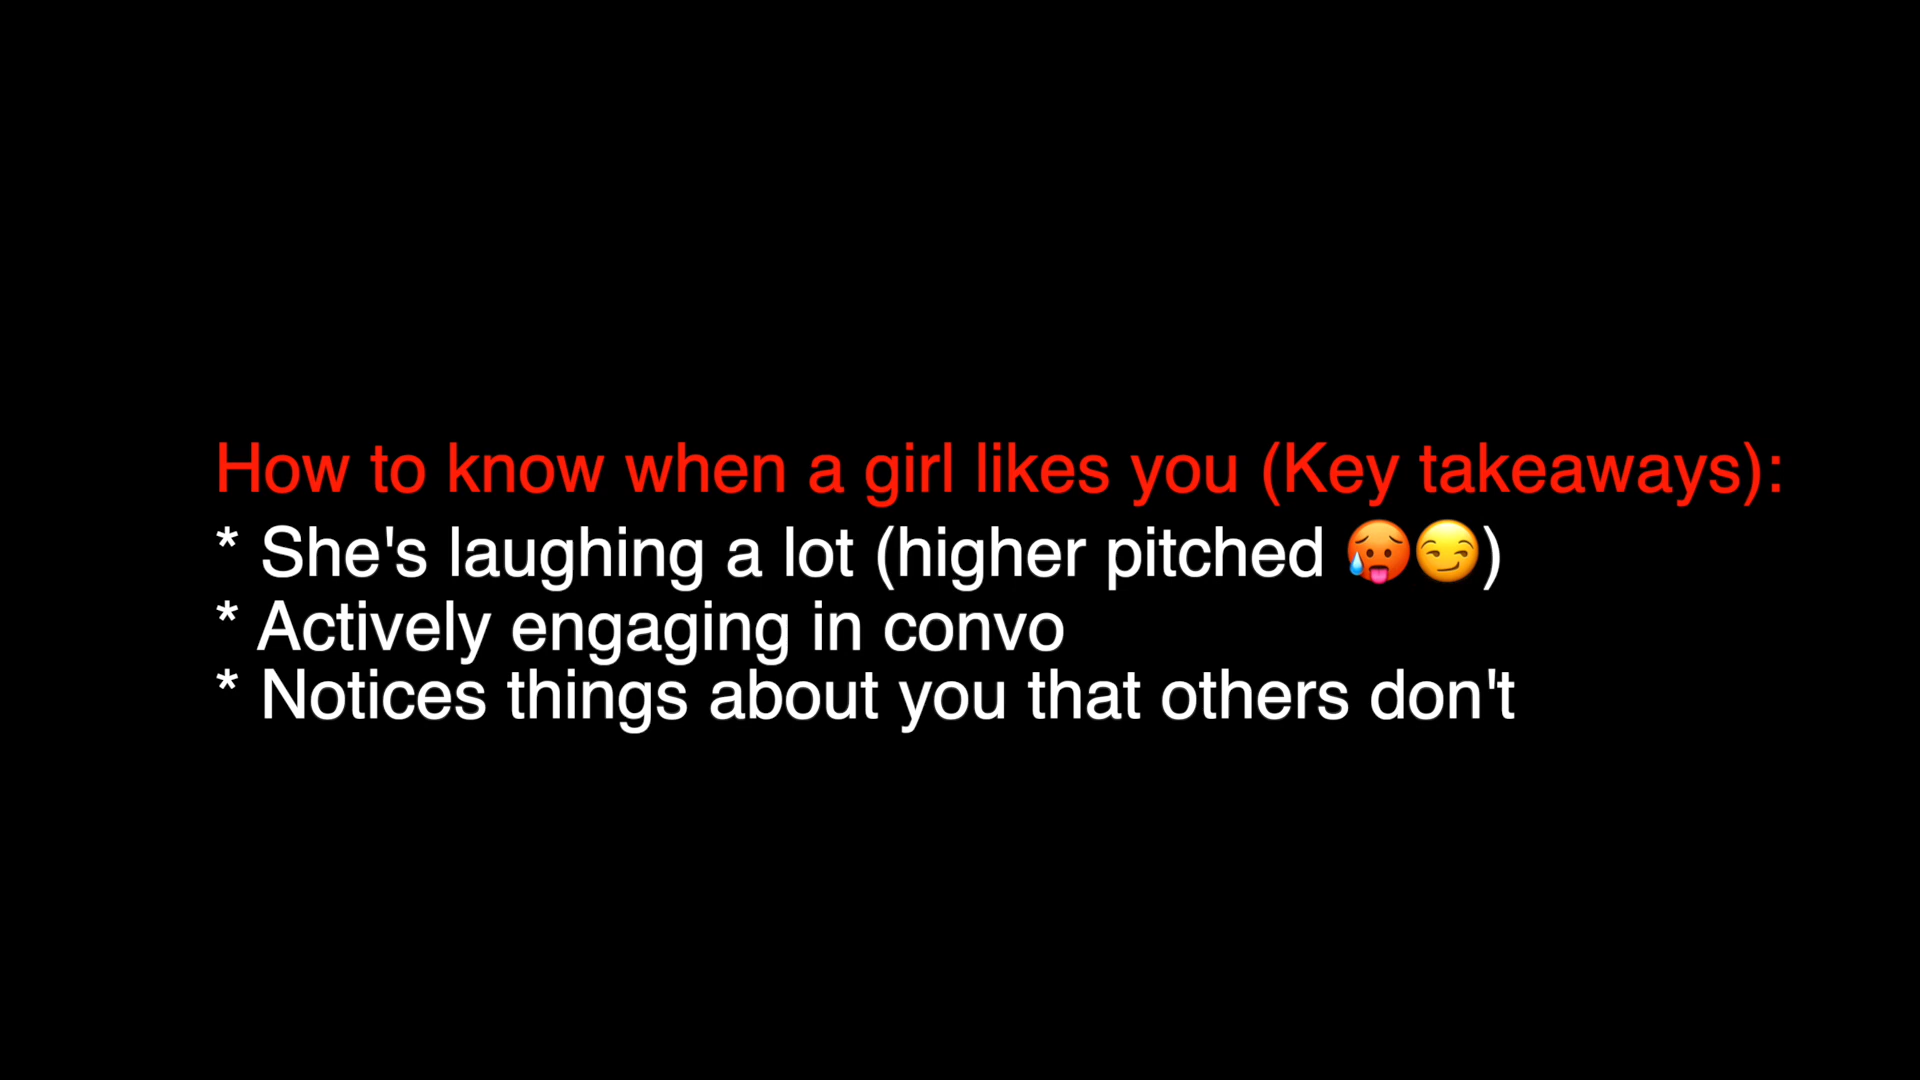 How to know when a girl likes you (Key takeaways):
* She's laughing a lot (higher pitched 🥵😏)
* Actively engaging in convo
* Notices things about you that others don't